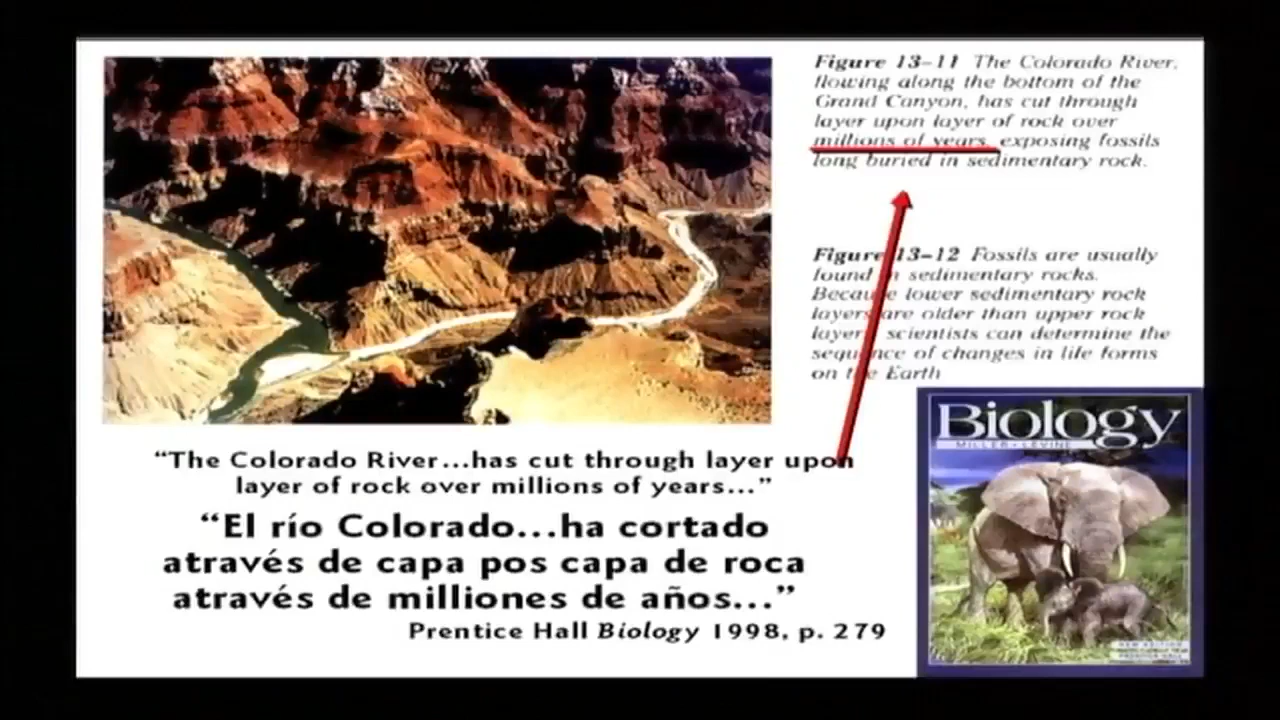 Figure 13–11 The Colorado River,
flowing along the bottom of the
Grand Canyon, has cut through
layer upon layer of rock over
millions of years, exposing fossils
long buried in sedimentary rock.
Figure 13–12 Fossils are usually
found in sedimentary rocks.
Because lower sedimentary rock
layers are older than upper rock
layers, scientists can determine the
sequence of changes in life forms
on the Earth
Biology
MILLER • LEVINE
“The Colorado River...has cut through layer upon
layer of rock over millions of years...”
“El río Colorado...ha cortado
através de capa pos capa de roca
através de milliones de años...”
Prentice Hall Biology 1998, p. 279